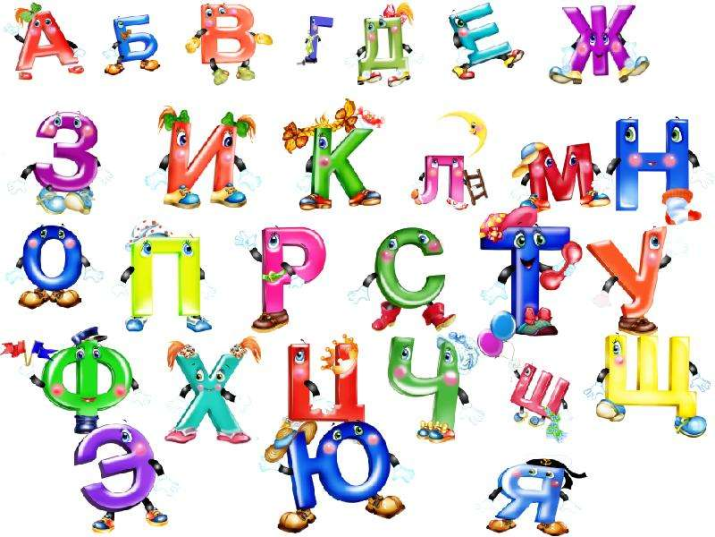 А Б В Г Д Е Ж
З И К Л М Н
О П Р С Т У
Ф Х Ц Ч Ш Щ
Э Ю Я